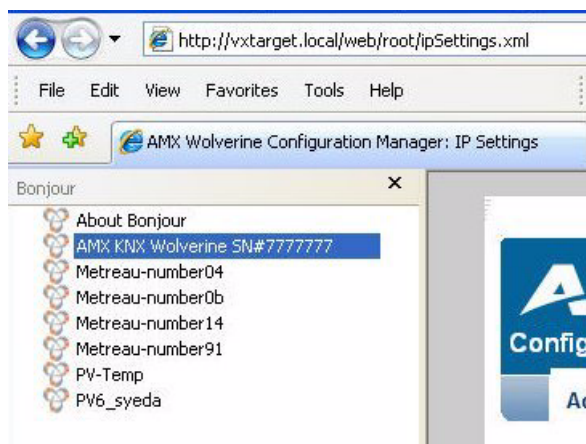 http://vxtarget.local/web/root/ipSettings.xml
File Edit View Favorites Tools Help
AMX Wolverine Configuration Manager: IP Settings
Bonjour
About Bonjour
AMX KNX Wolverine SN#7777777
Metreau-number04
Metreau-number0b
Metreau-number14
Metreau-number91
PV-Temp
PV6_syeda